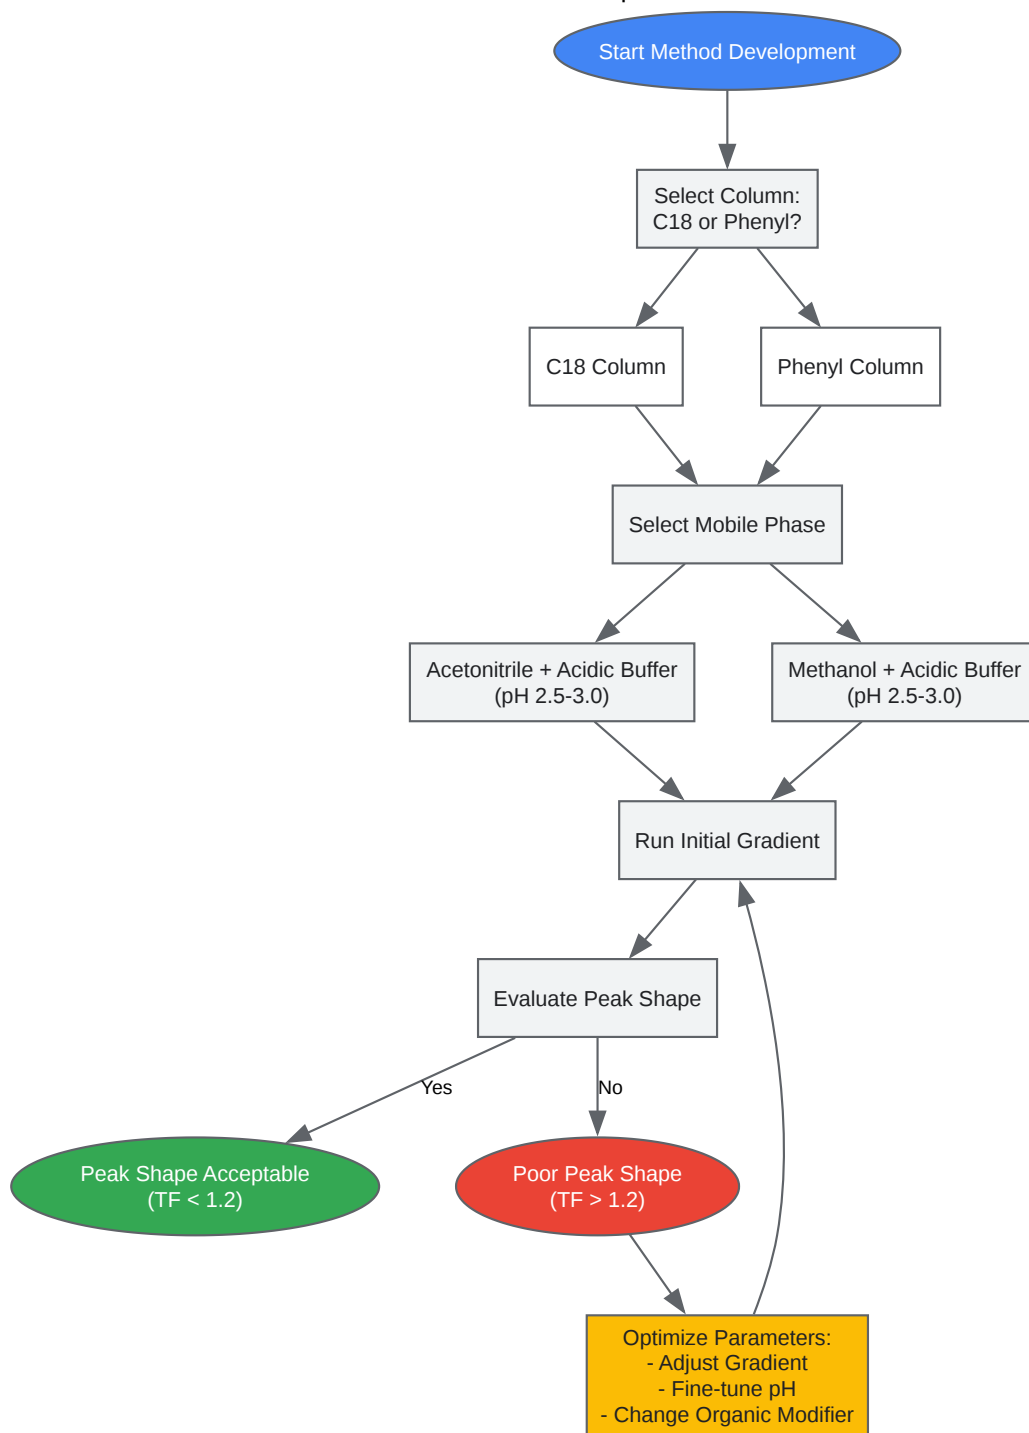 Start Method Development
Select Column:
C18 or Phenyl?
C18 Column
Phenyl Column
Select Mobile Phase
Acetonitrile + Acidic Buffer
(pH 2.5-3.0)
Methanol + Acidic Buffer
(pH 2.5-3.0)
Run Initial Gradient
Evaluate Peak Shape
Yes
No
Peak Shape Acceptable
(TF < 1.2)
Poor Peak Shape
(TF > 1.2)
Optimize Parameters:
- Adjust Gradient
- Fine-tune pH
- Change Organic Modifier